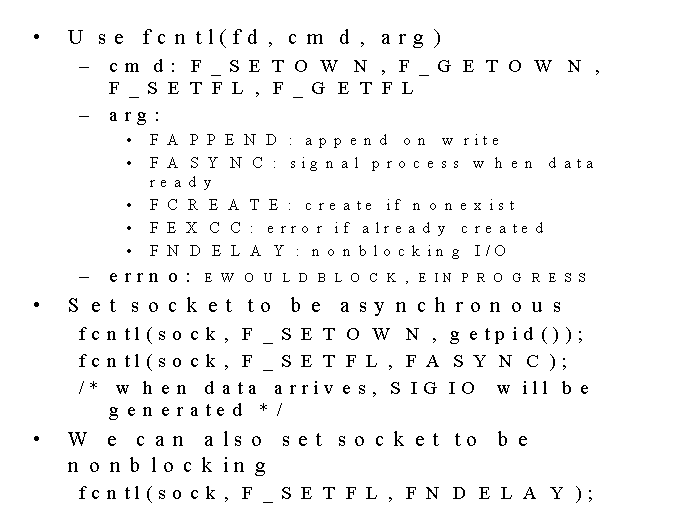 • Use fcntl(fd, cmd, arg)
– cmd: F_SETOWN, F_GETOWN,
F_SETFL, F_GETFL
– arg:
• FAPPEND: append on write
• FASYNC: signal process when data
ready
• FCREATE: create if nonexist
• FEXCC: error if already created
• FNDELAY: nonblocking I/O
– errno: EWOULDBLOCK, EINPROGRESS
• Set socket to be asynchronous
fcntl(sock, F_SETOWN, getpid());
fcntl(sock, F_SETFL, FASYNC);
/* when data arrives, SIGIO will be
generated */
• We can also set socket to be
nonblocking
fcntl(sock, F_SETFL, FNDELAY);